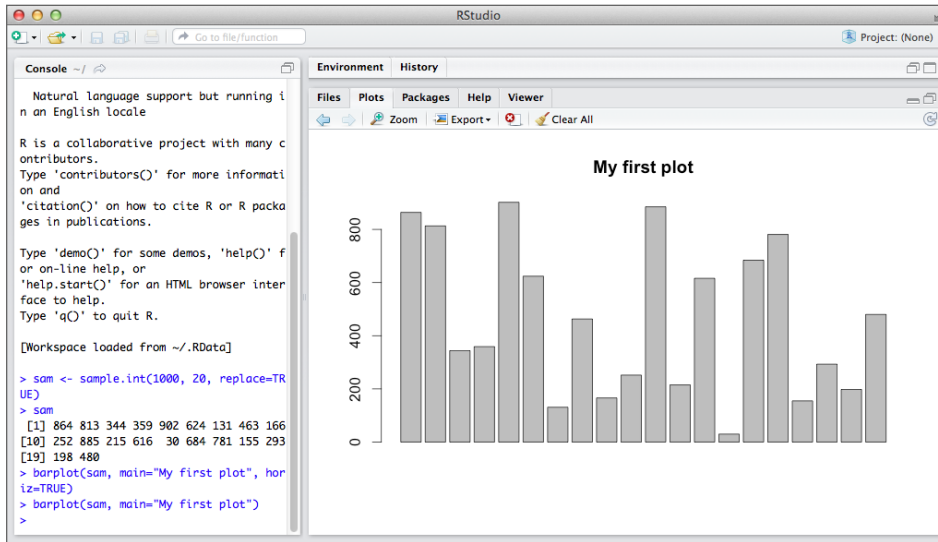 RStudio
Go to file/function
Project: (None)
Console ~/
Natural language support but running i
n an English locale
R is a collaborative project with many c
ontributors.
Type 'contributors()' for more informati
on and
'citation()' on how to cite R or R packa
ges in publications.
Type 'demo()' for some demos, 'help()' f
or on-line help, or
'help.start()' for an HTML browser inter
face to help.
Type 'q()' to quit R.
[Workspace loaded from ~/.RData]
> sam <- sample.int(1000, 20, replace=TR
UE)
> sam
[1] 864 813 344 359 902 624 131 463 166
[10] 252 885 215 616  30 684 781 155 293
[19] 198 480
> barplot(sam, main="My first plot", hor
iz=TRUE)
> barplot(sam, main="My first plot")
>
Environment History
Files Plots Packages Help Viewer
Zoom Export Clear All
My first plot
800
600
400
200
0